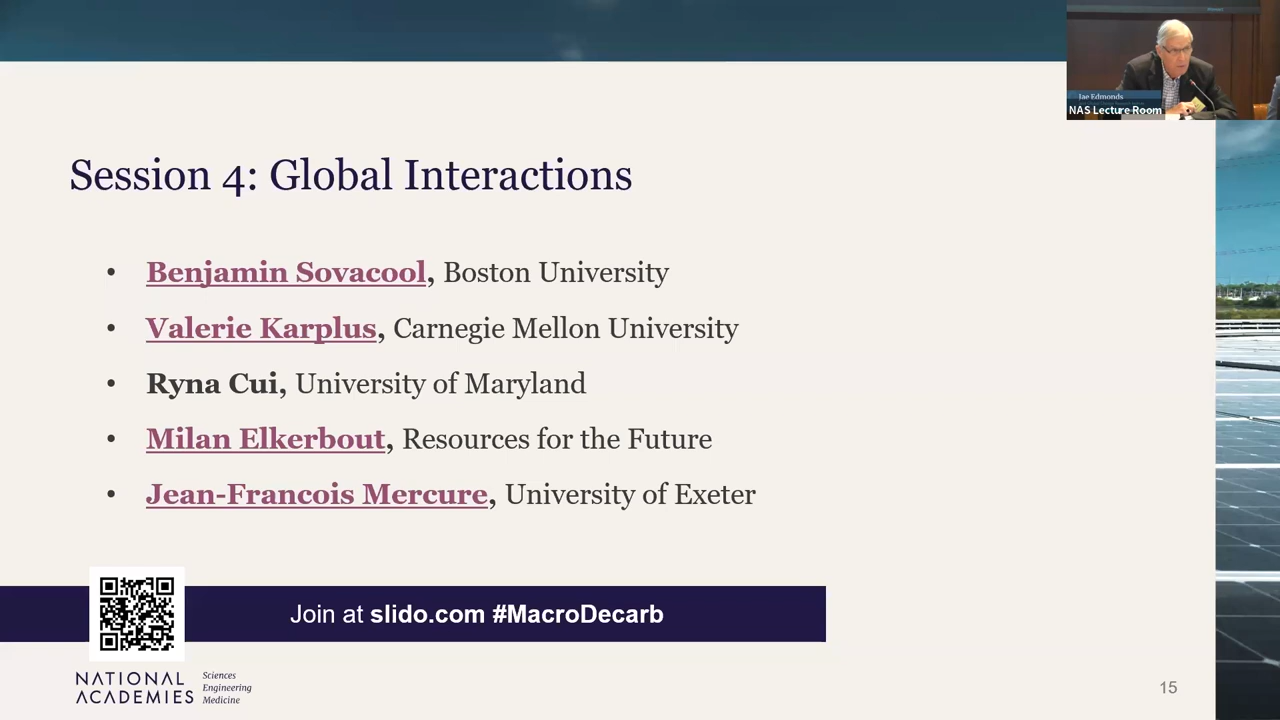 Jae Edmonds
NAS Lecture Room
Session 4: Global Interactions
• Benjamin Sovacool, Boston University
• Valerie Karplus, Carnegie Mellon University
• Ryna Cui, University of Maryland
• Milan Elkerbout, Resources for the Future
• Jean-Francois Mercure, University of Exeter
Join at slido.com #MacroDecarb
NATIONAL ACADEMIES
Sciences
Engineering
Medicine
15